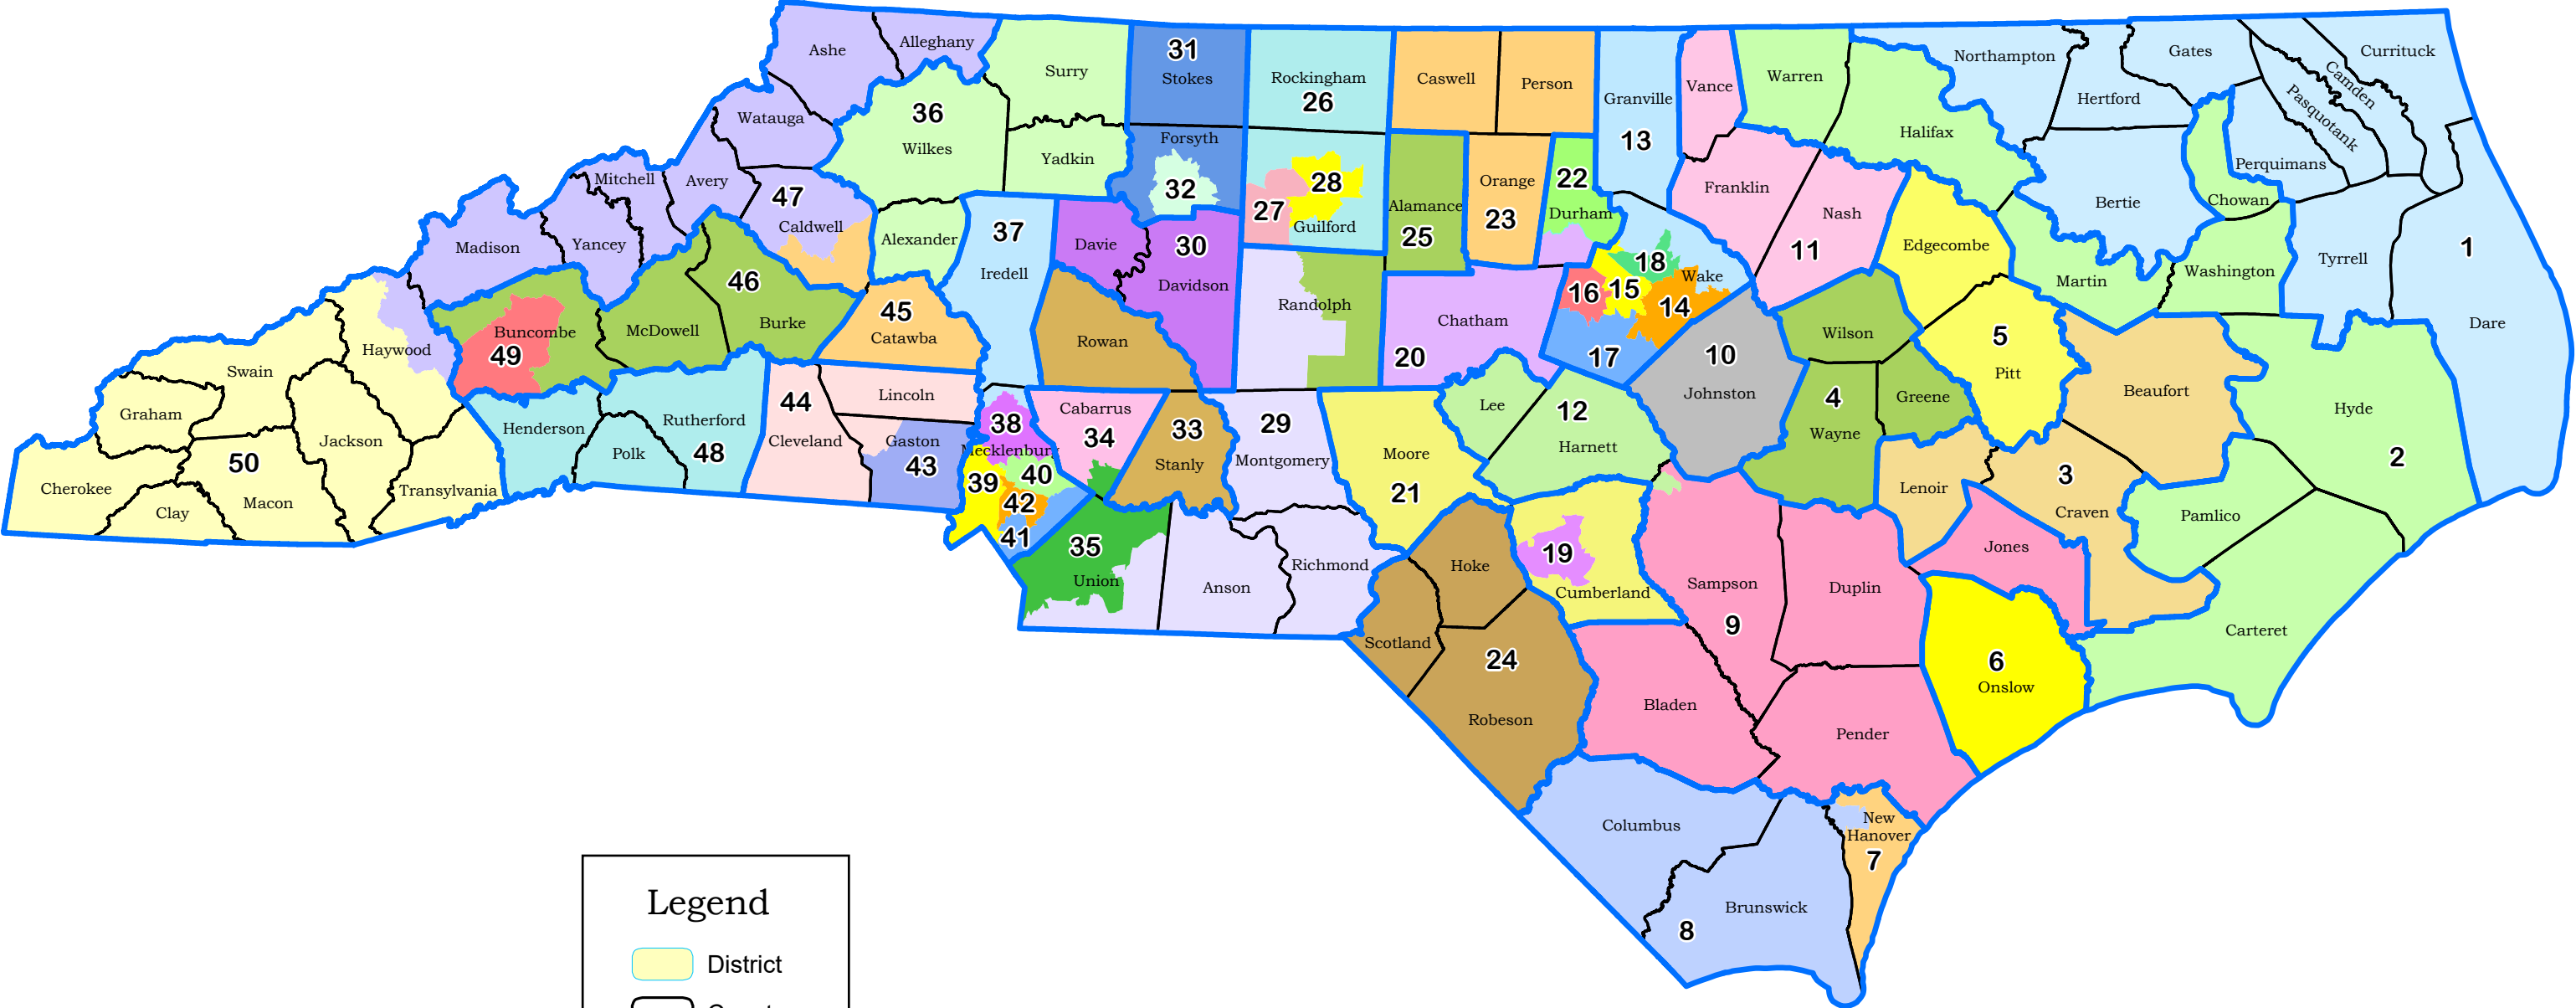 Ashe
Alleghany
Surry
31
Stokes
Rockingham
26
Caswell
Person
Granville
13
Vance
Warren
Northampton
Gates
Currituck
Camden
Pasquotank
Hertford
Halifax
Perquimans
Chowan
Bertie
Watauga
36
Wilkes
Yadkin
Forsyth
32
28
27
Guilford
Alamance
25
Orange
23
22
Durham
Franklin
Nash
11
Edgecombe
Martin
Washington
Tyrrell
1
Dare
Mitchell
Avery
47
Caldwell
Alexander
37
Iredell
Davie
30
Davidson
Randolph
Chatham
20
18
Wake
16
15
14
17
Madison
Yancey
46
Burke
McDowell
45
Catawba
Rowan
10
Johnston
Wilson
5
Pitt
Beaufort
Hyde
2
Buncombe
49
Haywood
Swain
Graham
Jackson
50
Cherokee
Macon
Clay
Transylvania
Henderson
Rutherford
Polk
48
44
Cleveland
Lincoln
Gaston
43
38
Mecklenburg
39
40
42
41
Cabarrus
34
33
Stanly
29
Montgomery
Moore
21
Lee
12
Harnett
4
Wayne
Greene
Lenoir
3
Craven
Pamlico
35
Union
Anson
Richmond
Hoke
Scotland
24
Robeson
19
Cumberland
Sampson
9
Duplin
Jones
6
Onslow
Carteret
Bladen
Pender
Columbus
8
Brunswick
New
Hanover
7
Legend
District